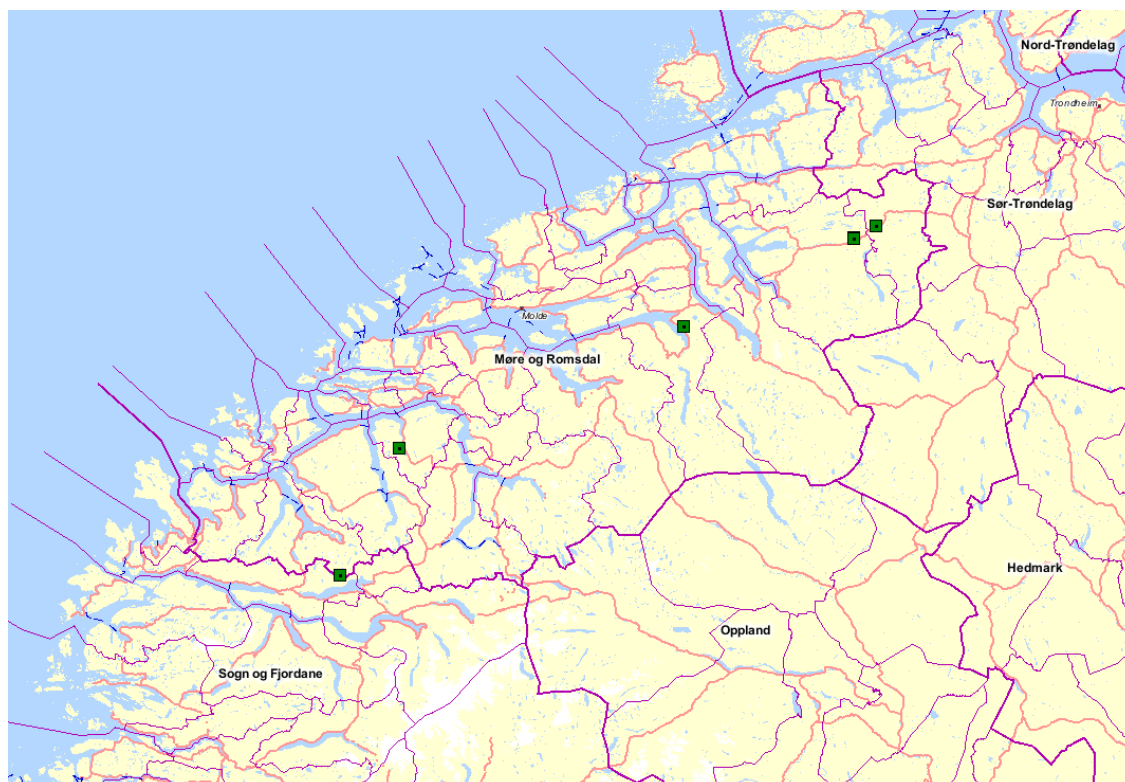 Nord-Trøndelag
Trondheim
Sør-Trøndelag
Molde
Møre og Romsdal
Hedmark
Oppland
Sogn og Fjordane